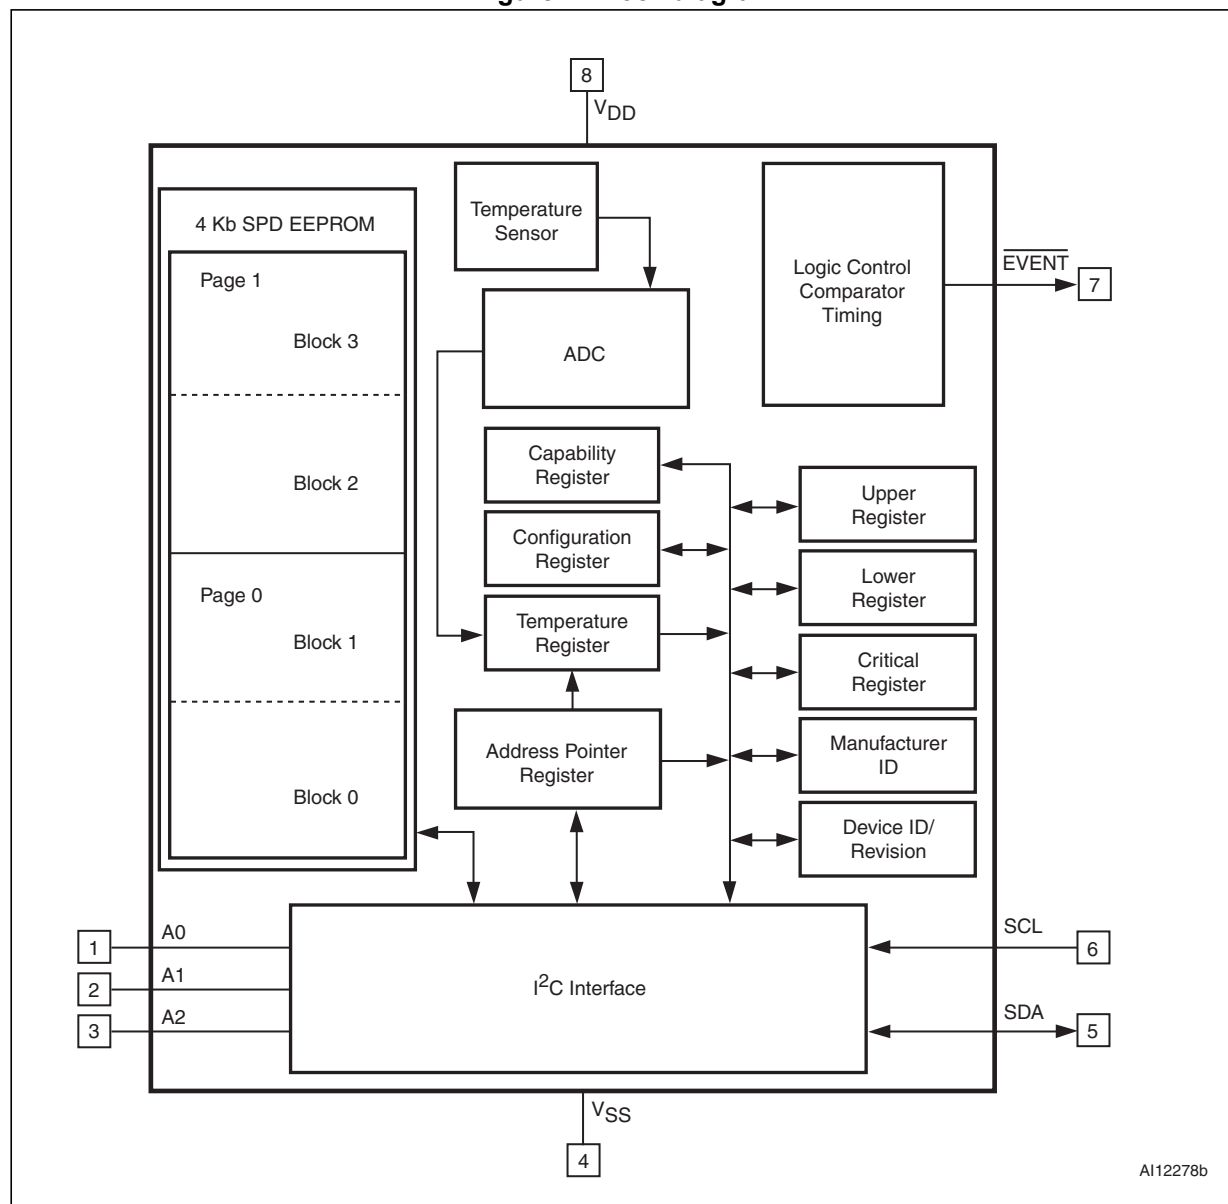 8
VDD
4 Kb SPD EEPROM
Page 1
Block 3
Block 2
Page 0
Block 1
Block 0
Temperature
Sensor
ADC
Logic Control
Comparator
Timing
EVENT
7
Capability
Register
Configuration
Register
Temperature
Register
Address Pointer
Register
Upper
Register
Lower
Register
Critical
Register
Manufacturer
ID
Device ID/
Revision
1
A0
2
A1
3
A2
I2C Interface
SCL
6
SDA
5
VSS
4
AI12278b